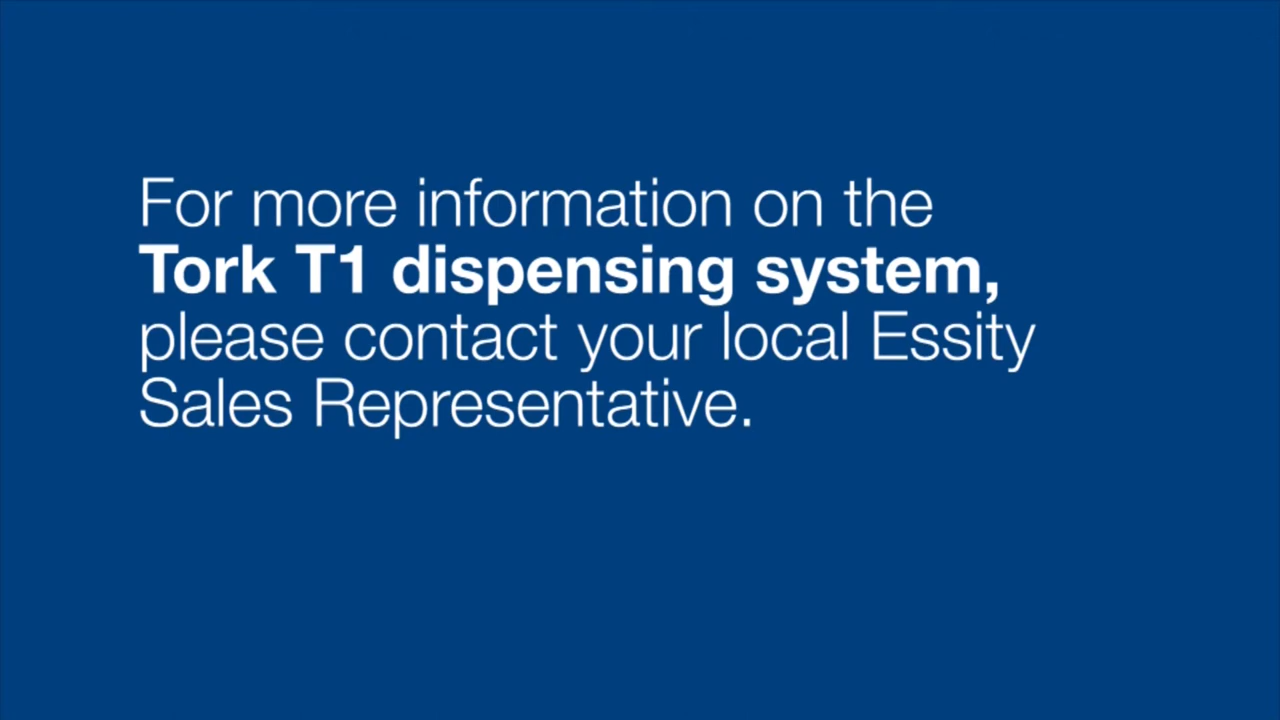 For more information on the
Tork T1 dispensing system,
please contact your local Essity
Sales Representative.